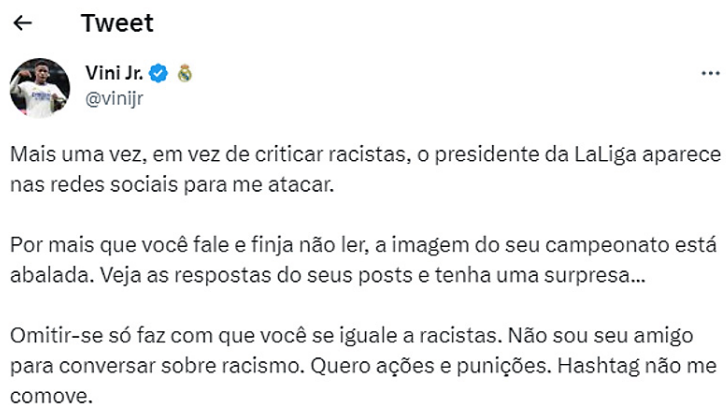 Tweet
Vini Jr.
@vinijr
Mais uma vez, em vez de criticar racistas, o presidente da LaLiga aparece
nas redes sociais para me atacar.
Por mais que você fale e finja não ler, a imagem do seu campeonato está
abalada. Veja as respostas do seus posts e tenha uma surpresa...
Omitir-se só faz com que você se iguale a racistas. Não sou seu amigo
para conversar sobre racismo. Quero ações e punições. Hashtag não me
comove.